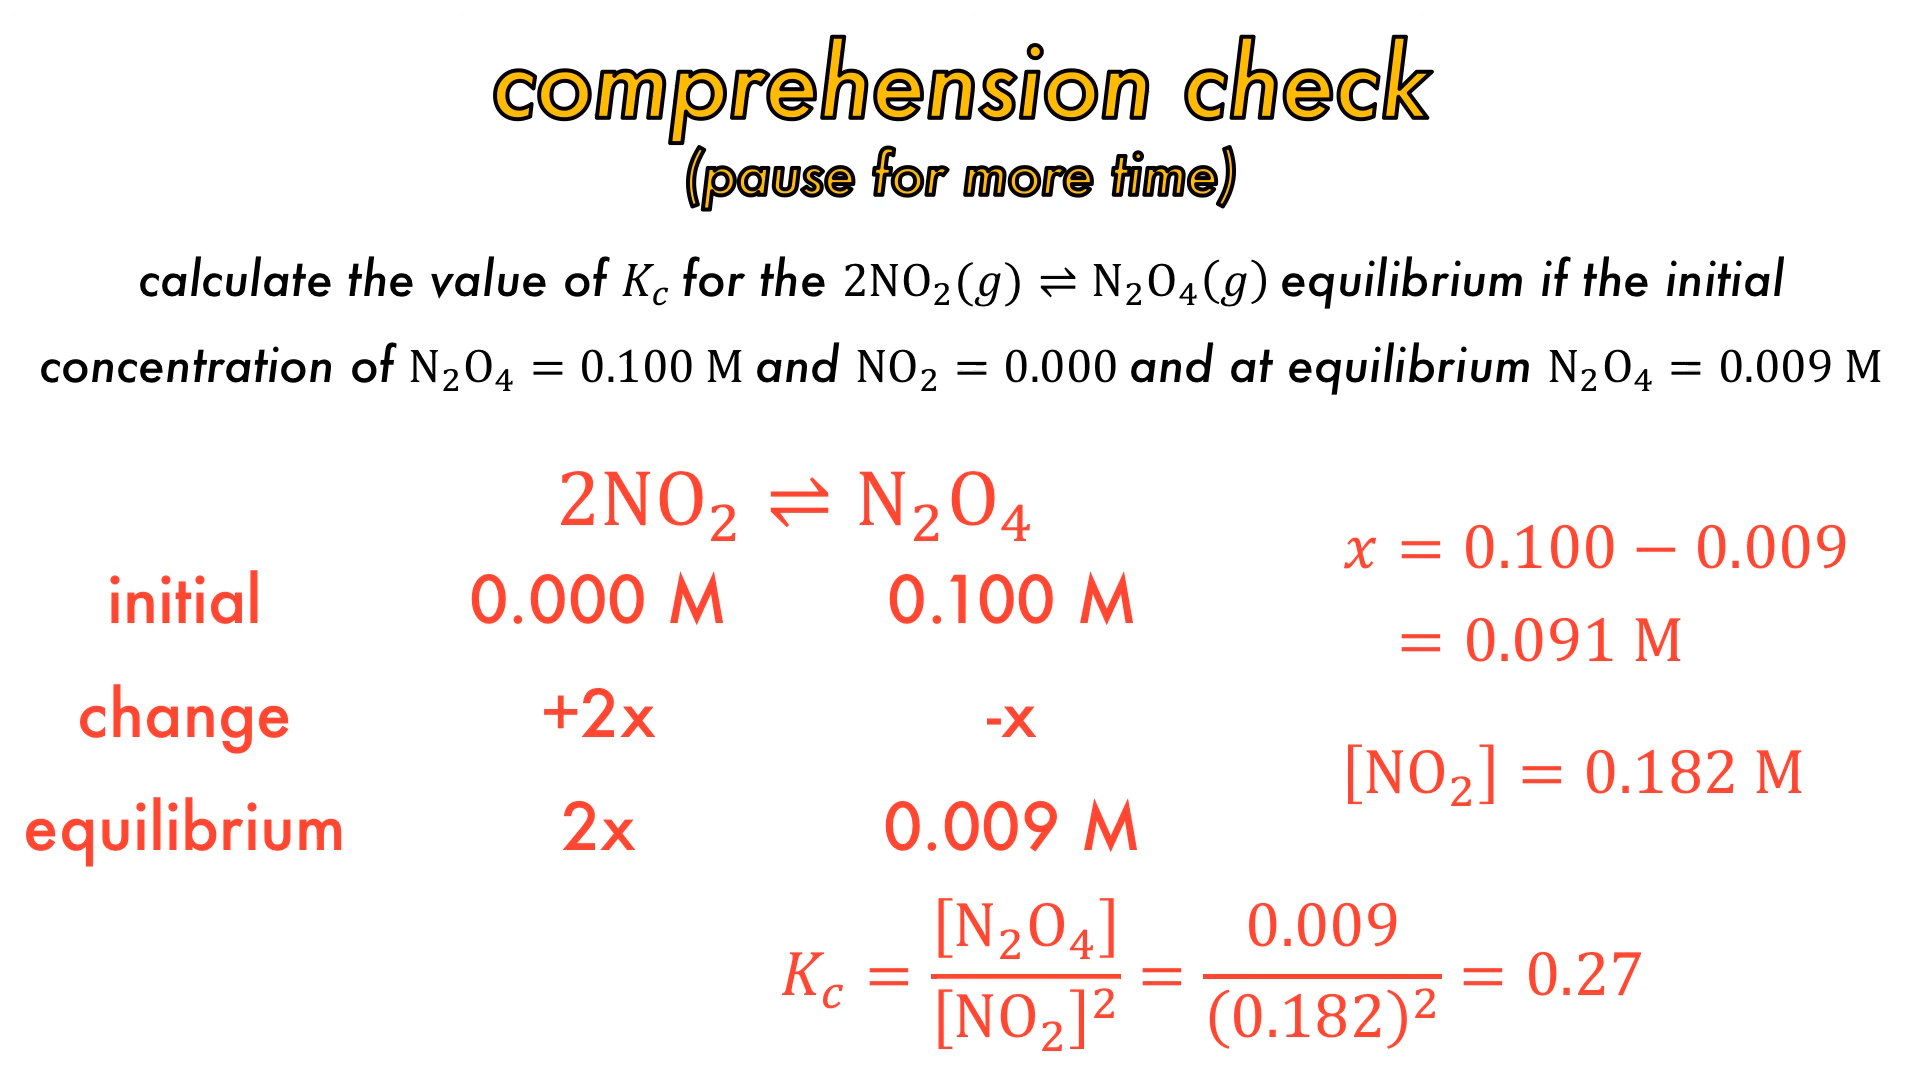 comprehension check
(pause for more time)
calculate the value of K_c for the 2NO₂(g) ⇌ N₂O₄(g) equilibrium if the initial
concentration of N₂O₄ = 0.100 M and NO₂ = 0.000 and at equilibrium N₂O₄ = 0.009 M
2NO₂ ⇌ N₂O₄
initial 0.000 M 0.100 M
change +2x -x
equilibrium 2x 0.009 M
x = 0.100 − 0.009
= 0.091 M
[NO₂] = 0.182 M
K_c = [N₂O₄] / [NO₂]² = 0.009 / (0.182)² = 0.27